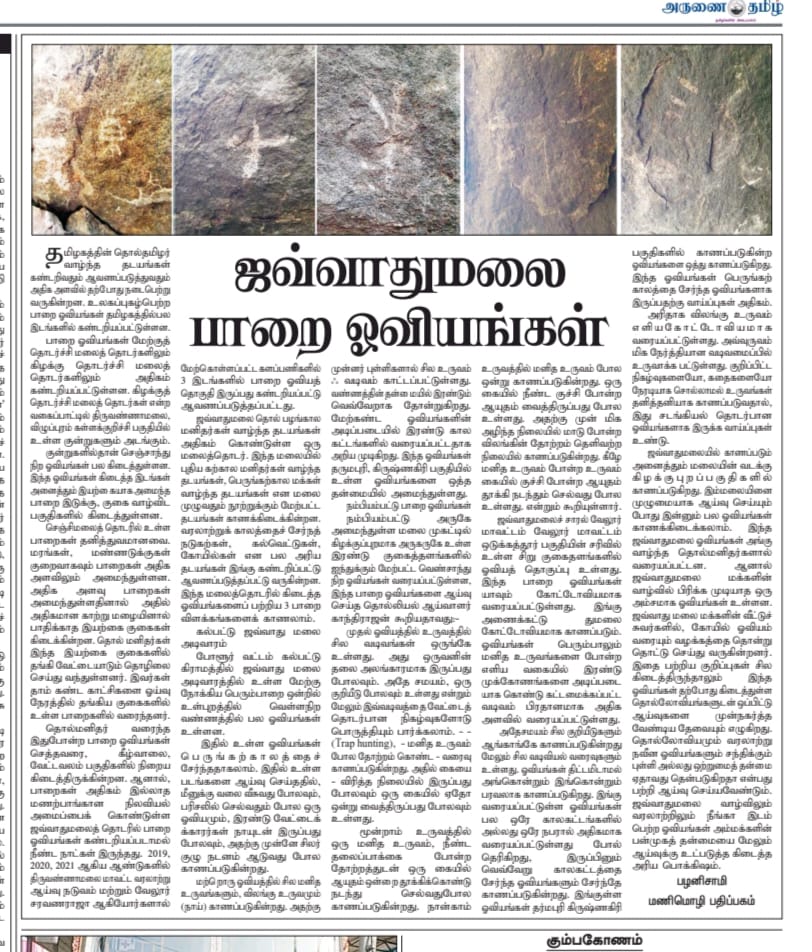 அருணை தமிழ்
ஜவ்வாதுமலை
பாறை ஓவியங்கள்
தமிழகத்தின் தொல்தமிழர்
வாழ்ந்த தடயங்கள்
கண்டறிவதும் ஆவணப்படுத்துவதும்
அதிக அளவில் தற்போது நடைபெற்று
வருகின்றன. உலகப்புகழ்பெற்ற
பாறை ஓவியங்கள் தமிழகத்தில்பல
இடங்களில் கண்டறியப்பட்டுள்ளன.
பாறை ஓவியங்கள் மேற்குத்
தொடர்ச்சி மலைத் தொடர்களிலும்
கிழக்கு தொடர்ச்சி மலைத்
தொடர்களிலும் அதிகம்
கண்டறியப்பட்டுள்ளன. கிழக்குத்
தொடர்ச்சி மலைத் தொடர்கள் என்ற
வகைப்பாட்டில் திருவண்ணாமலை,
விழுப்புரம் கள்ளக்குறிச்சி பகுதியில்
உள்ள குன்றுகளும் அடங்கும்.
குன்றுகளில்தான் செஞ்சாந்து
நிற ஓவியங்கள் பல கிடைத்துள்ளன.
இந்த ஓவியங்கள் கிடைத்த இடங்கள்
அனைத்தும் இயற்கையாக அமைந்த
பாறை இடுக்கு, குகை வாழ்விட
பகுதிகளில் கிடைத்துள்ளன.
செஞ்சிமலைத் தொடரில் உள்ள
பாறைகள் தனித்துவமானவை.
மரங்கள், மண்ணடுக்குகள்
குறைவாகவும் பாறைகள் அதிக
அளவிலும் அமைந்துள்ளன.
அதிக அளவு பாறைகள்
அமைந்துள்ளதினால் அதில்
அதிகமான காற்று மழையினால்
பாதிக்காத இயற்கை குகைகள்
கிடைக்கின்றன. தொல் மனிதர்கள்
இந்த இயற்கை குகைகளில்
தங்கி வேட்டையாடும் தொழிலை
செய்து வந்துள்ளனர். இவர்கள்
தாம் கண்ட காட்சிகளை ஓய்வு
நேரத்தில் தங்கிய குகைகளில்
உள்ள பாறைகளில் வரைந்தனர்.
தொல்மனிதர் வரைந்த
இதுபோன்ற பாறை ஓவியங்கள்
செத்தவரை, கீழ்வாலை,
வேட்டவலம் பகுதிகளில் நிறைய
கிடைத்திருக்கின்றன. ஆனால்,
பாறைகள் அதிகம் இல்லாத
மணற்பாங்கான நிலவியல்
அமைப்பைக் கொண்டுள்ள
ஜவ்வாதுமலைத் தொடரில் பாறை
ஓவியங்கள் கண்டறியப்படாமல்
நீண்ட நாட்கள் இருந்தது. 2019,
2020, 2021 ஆகிய ஆண்டுகளில்
திருவண்ணாமலை மாவட்ட வரலாற்று
ஆய்வு நடுவம் மற்றும் வேலூர்
சரவணராஜா ஆகியோர்களால்
மேற்கொள்ளப்பட்ட களப்பணிகளில்
3 இடங்களில் பாறை ஓவியத்
தொகுதி இருப்பது கண்டறியப்பட்டு
ஆவணப்படுத்தப்பட்டது.
ஜவ்வாதுமலை தொல் பழங்கால
மனிதர்கள் வாழ்ந்த தடயங்கள்
அதிகம் கொண்டுள்ள ஒரு
மலைத்தொடர். இந்த மலையில்
புதிய கற்கால மனிதர்கள் வாழ்ந்த
தடயங்கள், பெருங்கற்கால மக்கள்
வாழ்ந்த தடயங்கள் என மலை
முழுவதும் நூற்றுக்கும் மேற்பட்ட
தடயங்கள் காணக்கிடைக்கின்றன.
வரலாற்றுக் காலத்தைச் சேர்ந்த
நடுகற்கள், கல்வெட்டுகள்,
கோயில்கள் என பல அரிய
தடயங்கள் இங்கு கண்டறிப்பட்டு
ஆவணப்படுத்தப்பட்டு வருகின்றன.
இந்த மலைத்தொடரில் கிடைத்த
ஓவியங்களைப் பற்றிய 3 பாறை
விளக்கங்களைக் காணலாம்.
கல்பட்டு ஜவ்வாது மலை
அடிவாரம்
போளூர் வட்டம் கல்பட்டு
கிராமத்தில் ஜவ்வாது மலை
அடிவாரத்தில் உள்ள மேற்கு
நோக்கிய பெரும்பாறை ஒன்றில்
உள்புறத்தில் வெள்ளைநிற
வண்ணத்தில் பல ஓவியங்கள்
உள்ளன.
இதில் உள்ள ஓவியங்கள்
பெருங்கற்காலத்தைச்
சேர்ந்ததாகலாம். இதில் உள்ள
படங்களை ஆய்வு செய்ததில்,
மீனுக்கு வலை விசுவது போலவும்,
பரிசலில் செல்வதும் போல ஒரு
ஓவியமும், இரண்டு வேட்டைக்
க்காரர்கள் நாயுடன் இருப்பது
போலவும், அதற்கு முன்னே சிலர்
குழு நடனம் ஆடுவது போல
காணப்படுகின்றது.
மற்றொரு ஓவியத்தில் சில மனித
உருவங்களும், விலங்கு உருவமும்
(நாய்) காணப்படுகின்றது. அதற்கு
முன்னர் புள்ளிகளால் சில உருவம்
ஃ வடிவம் காட்டப்பட்டுள்ளது.
வண்ணத்தின் தன்மையில் இரண்டும்
வெவ்வேறாக தோன்றுகிறது.
மேற்கண்ட ஓவியங்களின்
அடிப்படையில் இரண்டு கால
கட்டங்களில் வரையப்பட்டதாக
அறிய முடிகிறது. இந்த ஓவியங்கள்
தருமபுரி, கிருஷ்ணகிரி பகுதியில்
உள்ள ஓவியங்களை ஒத்த
தன்மையில் அமைந்துள்ளது.
நம்பியம்பட்டு பாறை ஓவியங்கள்
நம்பியம்பட்டு அருகே
அமைந்துள்ள மலை முகட்டில்
கிழக்குப்புறமாக அருகருகே உள்ள
இரண்டு குகைத்தளங்களில்
ஐந்துக்கும் மேற்பட்ட வெண்சாந்து
நிற ஓவியங்கள் வரையப்பட்டுள்ளன,
இந்த பாறை ஓவியங்களை ஆய்வு
செய்த தொல்லியல் ஆய்வாளர்
காந்திராஜன் கூறியதாவது:-
முதல் ஓவியத்தில் உருவத்தில்
சில வடிவங்கள் ஒருங்கே
உள்ளது. அது ஒருவனின்
தலை அலங்காரமாக இருப்பது
போலவும். அதே சமயம், ஒரு
குறியீடு போலவும் உள்ளது என்றும்
மேலும் இவ்வடிவத்தை வேட்டைத்
தொடர்பான நிகழ்வுகளோடு
பொருத்தியும் பார்க்கலாம். - -
(Trap hunting), - மனித உருவம்
போல தோற்றம் கொண்ட - வரைவு
காணப்படுகிறது. அதில் கையை
- விரித்த நிலையில் இருப்பது
போலவும் ஒரு கையில் ஏதோ
ஒன்று வைத்திருப்பது போலவும்
உள்ளது.
மூன்றாம் உருவத்தில்
ஒரு மனித உருவம், நீண்ட
தலைப்பாக்கை போன்ற
தோற்றத்துடன் ஒரு கையில்
ஆயுதம் ஒன்றை தூக்கிக்கொண்டு
நடந்து செல்வதுபோல
காணப்படுகின்றது. நான்காம்
உருவத்தில் மனித உருவம் போல
ஒன்று காணப்படுகின்றது. ஒரு
கையில் நீண்ட குச்சி போன்ற
ஆயுதம் வைத்திருப்பது போல
உள்ளது. அதற்கு முன் மிக
அழிந்த நிலையில் மாடு போன்ற
விலங்கின் தோற்றம் தெளிவற்ற
நிலையில் காணப்படுகிறது. கீழே
மனித உருவம் போன்ற உருவம்
கையில் குச்சி போன்ற ஆயுதம்
தூக்கி நடந்தும் செல்வது போல
உள்ளது. என்றும் கூறியுள்ளார்.
ஜவ்வாதுமலைச் சாரல் வேலூர்
மாவட்டம் வேலூர் மாவட்டம்
ஒடுக்கத்தூர் பகுதியின் சரிவில்
உள்ள சிறு குகைதளங்களில்
ஓவியத் தொகுப்பு உள்ளது.
இந்த பாறை ஓவியங்கள்
யாவும் கோட்டோவியமாக
வரையப்பட்டுள்ளது. இங்கு
அணைக்கட்டு துமலை
கோட்டோவியமாக காணப்படும்.
ஓவியங்கள் பெரும்பாலும்
மனித உருவங்களை போன்ற
எளிய வகையில் இரண்டு
முக்கோணங்களை அடிப்படை
யாக கொண்டு கட்டமைக்கப்பட்ட
வடிவம் பிரதானமாக அதிக
அளவில் வரையப்பட்டுள்ளது.
அதேசமயம் சில குறியீடுகளும்
ஆங்காங்கே காணப்படுகின்றது
மேலும் சில வடிவியல் வரைவுகளும்
உள்ளது. ஓவியங்கள் திட்டமிடாமல்
அங்கொன்றும் இங்கொன்றும்
பரவலாக காணப்படுகிறது. இங்கு
வரையப்பட்டுள்ள ஓவியங்கள்
பல ஒரே காலகட்டங்களில்
அல்லது ஒரே நபரால் அதிகமாக
வரையப்பட்டுள்ளது போல
தெரிகிறது. இருப்பினும்
வெவ்வேறு காலகட்டத்தை
சேர்ந்த ஓவியங்களும் சேர்ந்தே
காணப்படுகின்றது. இங்குள்ள
ஓவியங்கள் தர்மபுரி கிருஷ்ணகிரி
பகுதிகளில் காணப்படுகின்ற
ஓவியங்களை ஒத்து காணப்படுகிறது.
இந்த ஓவியங்கள் பெருங்கற்
காலத்தை சேர்ந்த ஓவியங்களாக
இருப்பதற்கு வாய்ப்புகள் அதிகம்.
அரிதாக விலங்கு உருவம்
எளியகோட்டோவியமாக
வரையப்பட்டுள்ளது. அவ்வுருவம்
மிக நேர்த்தியான வடிவமைப்பில்
உருவாக்க பட்டுள்ளது. குறிப்பிட்ட
நிகழ்வுகளையோ, கதைகளையோ
நேரடியாக சொல்லாமல் உருவங்கள்
தனித்தனியாக காணப்படுவதால்,
இது சடங்கியல் தொடர்பான
ஓவியங்களாக இருக்க வாய்ப்புகள்
உண்டு.
ஜவ்வாதுமலையில் காணப்படும்
அனைத்தும் மலையின் வடக்கு
கிழக்குபுறப்பகுதிகளில்
காணப்படுகிறது. இம்மலையினை
முழுமையாக ஆய்வு செய்யும்
போது இன்னும் பல ஓவியங்கள்
காணக்கிடைக்கலாம். இந்த
ஜவ்வாதுமலை ஓவியங்கள் அங்கு
வாழ்ந்த தொல்மனிதர்களால்
வரையப்பட்டன. ஆனால்
ஜவ்வாதுமலை மக்களின்
வாழ்வில் பிரிக்க முடியாத ஒரு
அம்சமாக ஓவியங்கள் உள்ளன.
ஜவ்வாது மலை மக்களின் வீட்டுச்
சுவர்களில், கோயில் ஓவியம்
வரையும் வழக்கத்தை தொன்று
தொட்டு செய்து வருகின்றனர்.
இதை பற்றிய குறிப்புகள் சில
கிடைத்திருந்தாலும் இந்த
ஓவியங்கள் தற்போது கிடைத்துள்ள
தொல்லோவியங்களுடன் ஒப்பிட்டு
ஆய்வுகளை முன்நகர்த்த
வேண்டிய தேவையும் எழுகிறது.
தொல்லோவியமும் வரலாற்று
நவீன ஓவியங்களும் சந்திக்கும்
புள்ளி அல்லது ஒற்றுமைத் தன்மை
ஏதாவது தென்படுகிறதா என்பது
பற்றி ஆய்வு செய்யவேண்டும்.
ஜவ்வாதுமலை வாழ்விலும்
வரலாற்றிலும் நீங்கா இடம்
பெற்ற ஓவியங்கள் அம்மக்களின்
பன்முகத் தன்மையை மேலும்
ஆய்வுக்கு உட்படுத்த கிடைத்த
அரிய பொக்கிஷம்.
பழனிசாமி
மணிமொழி பதிப்பகம்
கும்பகோணம்